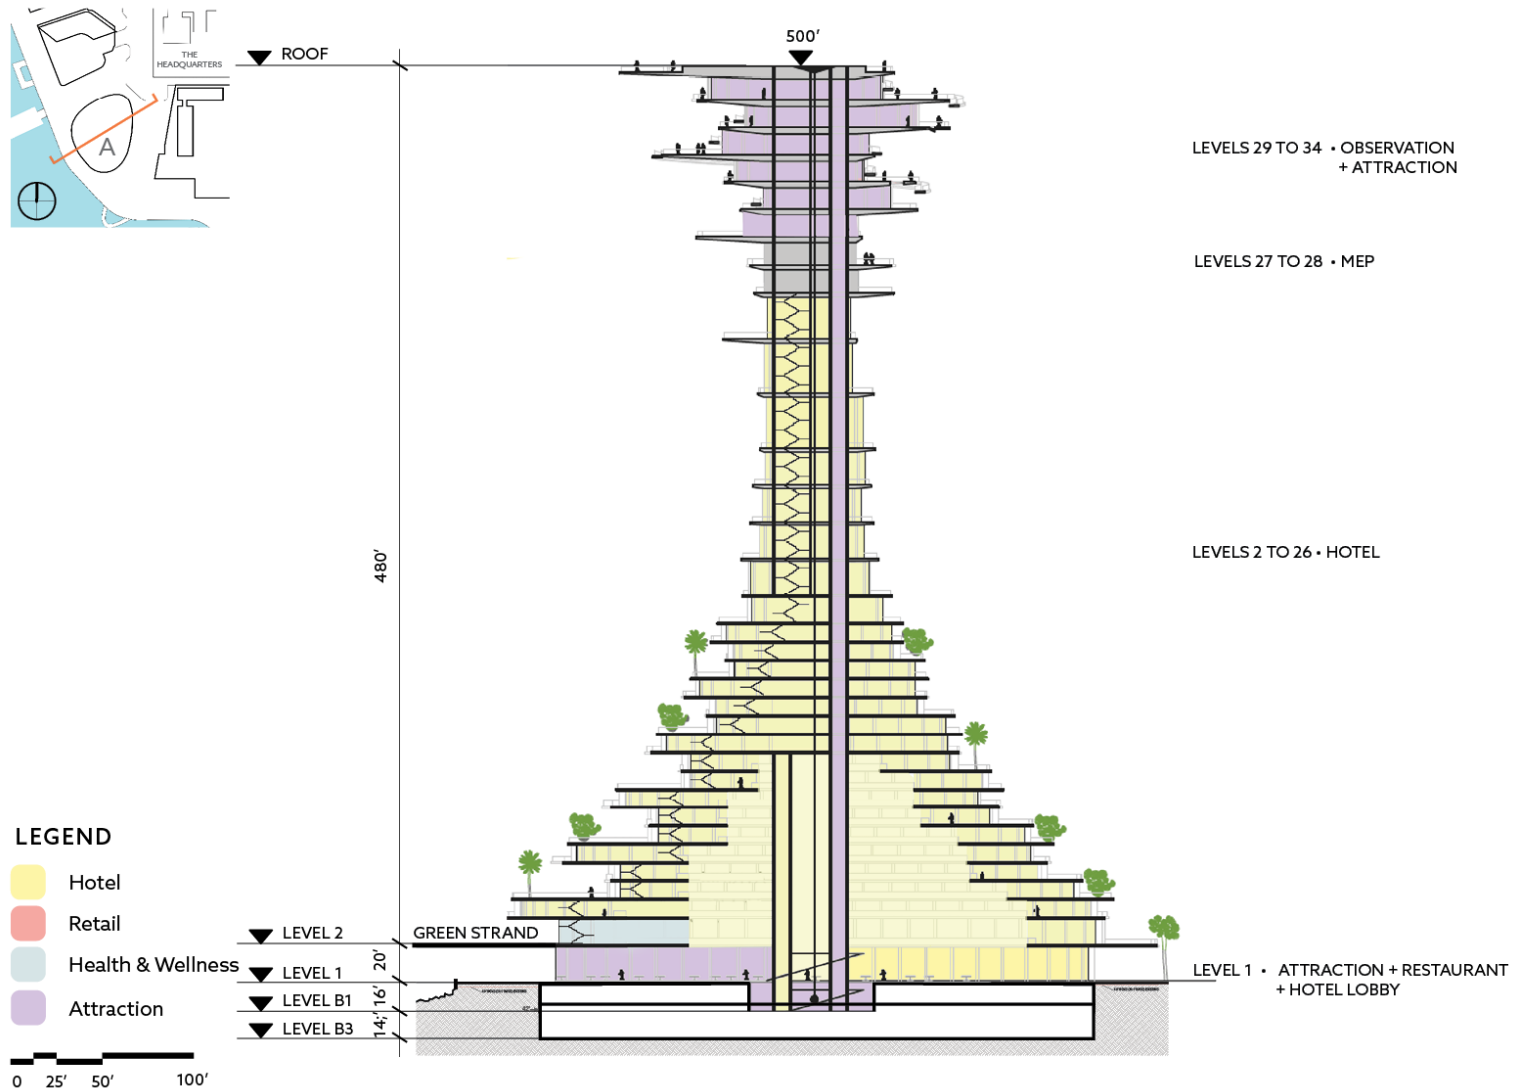 THE
HEADQUARTERS
A
ROOF
500'
LEVELS 29 TO 34 • OBSERVATION
+ ATTRACTION
LEVELS 27 TO 28 • MEP
480'
LEVELS 2 TO 26 • HOTEL
LEGEND
Hotel
Retail
Health & Wellness
Attraction
LEVEL 2
GREEN STRAND
20'
LEVEL 1
LEVEL 1 • ATTRACTION + RESTAURANT
+ HOTEL LOBBY
16'
LEVEL B1
14;'
LEVEL B3
0 25' 50' 100'